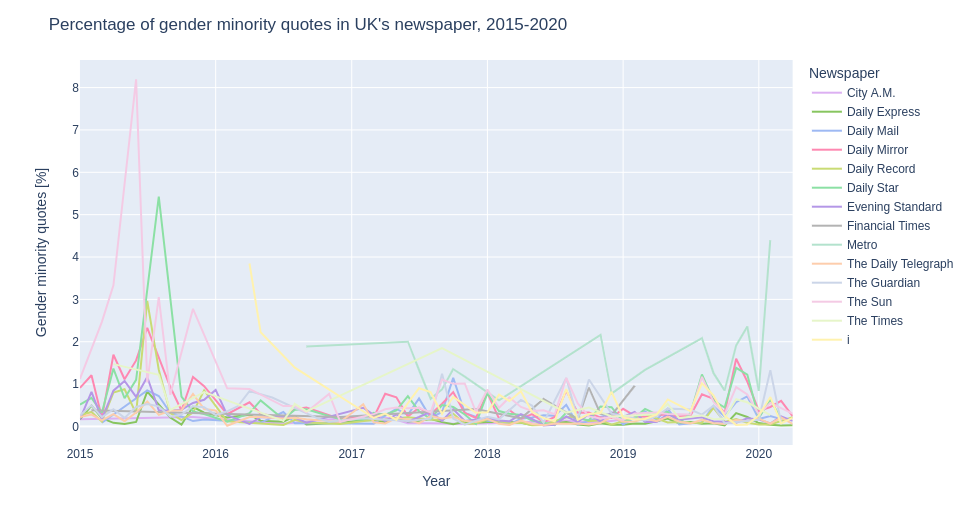 Percentage of gender minority quotes in UK's newspaper, 2015-2020
Gender minority quotes [%]
8
7
6
5
4
3
2
1
0
2015
2016
2017
2018
2019
2020
Year
Newspaper
City A.M.
Daily Express
Daily Mail
Daily Mirror
Daily Record
Daily Star
Evening Standard
Financial Times
Metro
The Daily Telegraph
The Guardian
The Sun
The Times
i